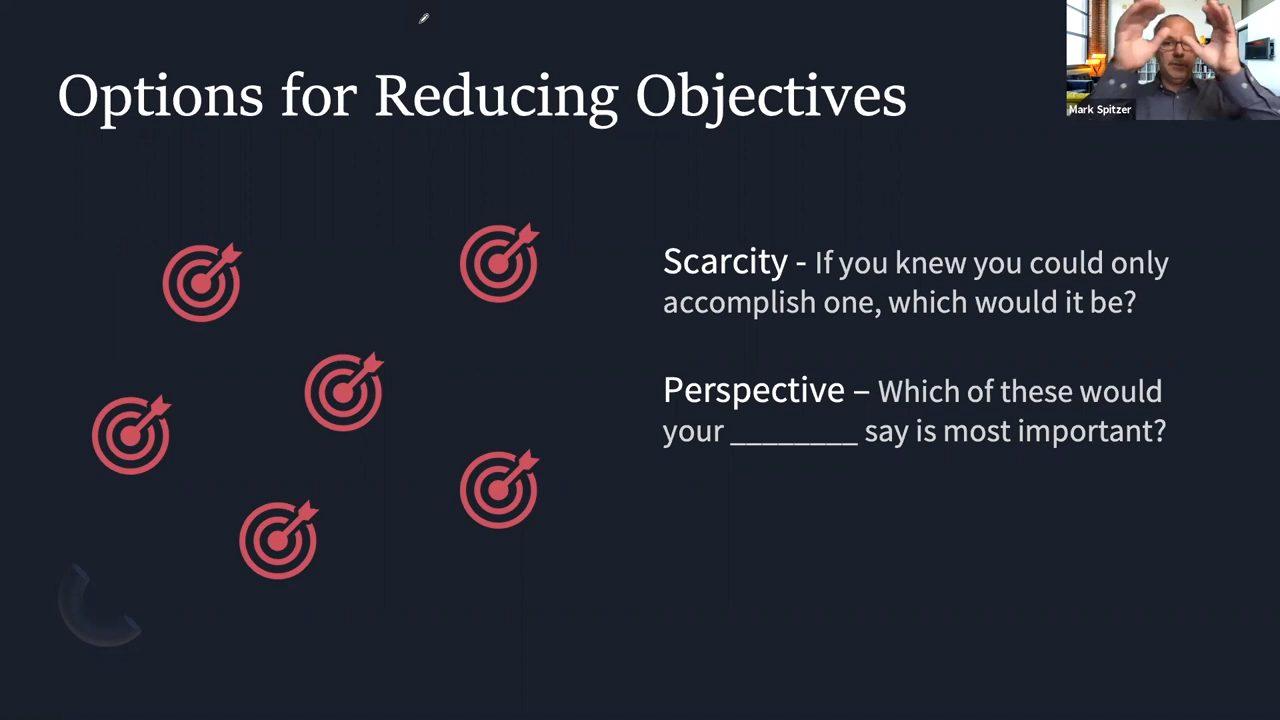 Options for Reducing Objectives
Mark Spitzer
Scarcity - If you knew you could only
accomplish one, which would it be?
Perspective – Which of these would
your ________ say is most important?